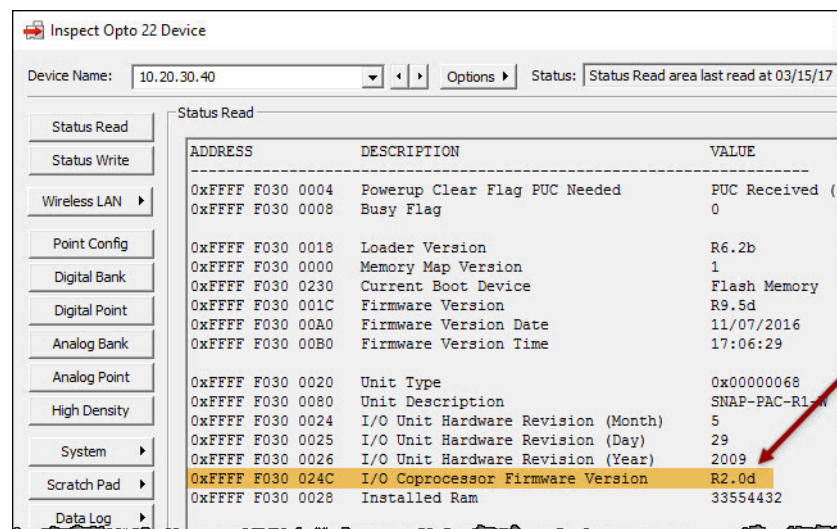 Inspect Opto 22 Device
Device Name: 10.20.30.40 Options Status: Status Read area last read at 03/15/17
Status Read
Status Write
Wireless LAN
Point Config
Digital Bank
Digital Point
Analog Bank
Analog Point
High Density
System
Scratch Pad
Data Log
Status Read
ADDRESS DESCRIPTION VALUE
0xFFFF F030 0004 Powerup Clear Flag PUC Needed PUC Received (
0xFFFF F030 0008 Busy Flag 0
0xFFFF F030 0018 Loader Version R6.2b
0xFFFF F030 0000 Memory Map Version 1
0xFFFF F030 0230 Current Boot Device Flash Memory
0xFFFF F030 001C Firmware Version R9.5d
0xFFFF F030 00A0 Firmware Version Date 11/07/2016
0xFFFF F030 00B0 Firmware Version Time 17:06:29
0xFFFF F030 0020 Unit Type 0x00000068
0xFFFF F030 0080 Unit Description SNAP-PAC-R1-W
0xFFFF F030 0024 I/O Unit Hardware Revision (Month) 5
0xFFFF F030 0025 I/O Unit Hardware Revision (Day) 29
0xFFFF F030 0026 I/O Unit Hardware Revision (Year) 2009
0xFFFF F030 024C I/O Coprocessor Firmware Version R2.0d
0xFFFF F030 0028 Installed Ram 33554432